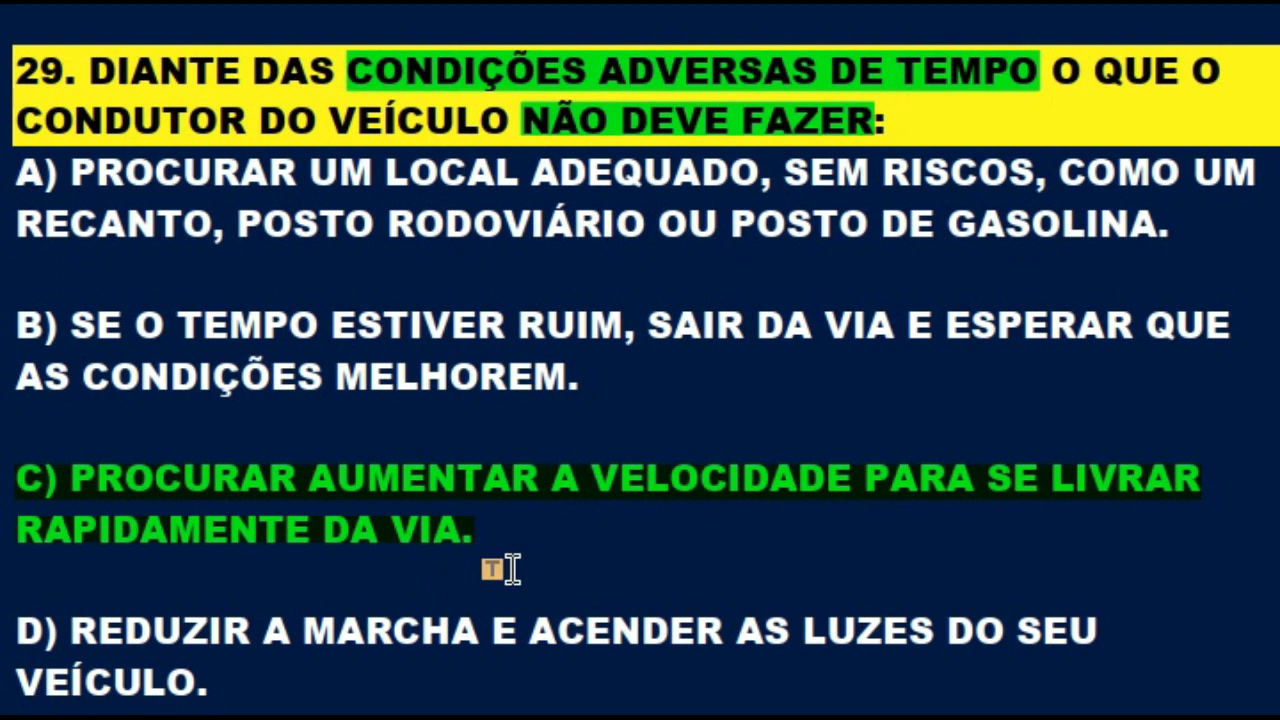 29. DIANTE DAS CONDIÇÕES ADVERSAS DE TEMPO O QUE O
CONDUTOR DO VEÍCULO NÃO DEVE FAZER:
A) PROCURAR UM LOCAL ADEQUADO, SEM RISCOS, COMO UM
RECANTO, POSTO RODOVIÁRIO OU POSTO DE GASOLINA.
B) SE O TEMPO ESTIVER RUIM, SAIR DA VIA E ESPERAR QUE
AS CONDIÇÕES MELHOREM.
C) PROCURAR AUMENTAR A VELOCIDADE PARA SE LIVRAR
RAPIDAMENTE DA VIA.
T
D) REDUZIR A MARCHA E ACENDER AS LUZES DO SEU
VEÍCULO.